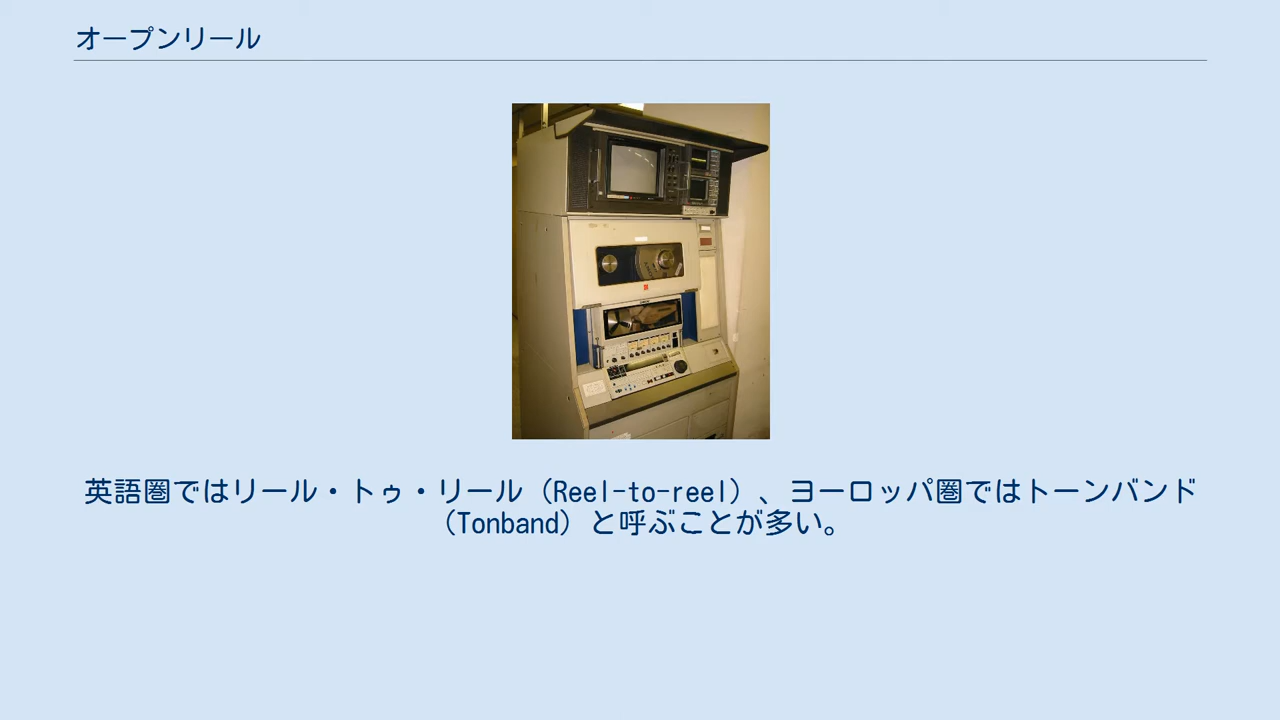 オープンリール
英語圏ではリール・トゥ・リール（Reel-to-reel）、ヨーロッパ圏ではトーンバンド
（Tonband）と呼ぶことが多い。